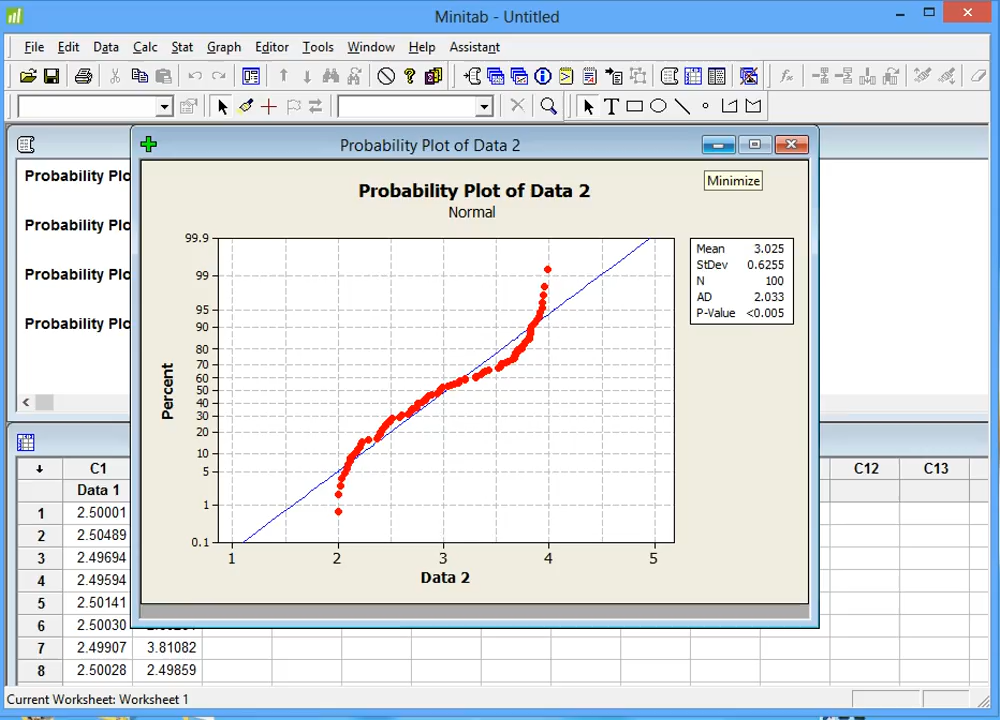 Minitab - Untitled
File Edit Data Calc Stat Graph Editor Tools Window Help Assistant
Probability Plot of Data 2
Minimize
Probability Plo
Probability Plo
Probability Plo
Probability Plo
Probability Plot of Data 2
Normal
99.9
99
95
90
80
70
60
50
40
30
20
10
5
1
0.1
Percent
1 2 3 4 5
Data 2
Mean 3.025
StDev 0.6255
N 100
AD 2.033
P-Value <0.005
C1 C12 C13
Data 1
1 2.50001
2 2.50489
3 2.49694
4 2.49594
5 2.50141
6 2.50030
7 2.49907 3.81082
8 2.50028 2.49859
Current Worksheet: Worksheet 1